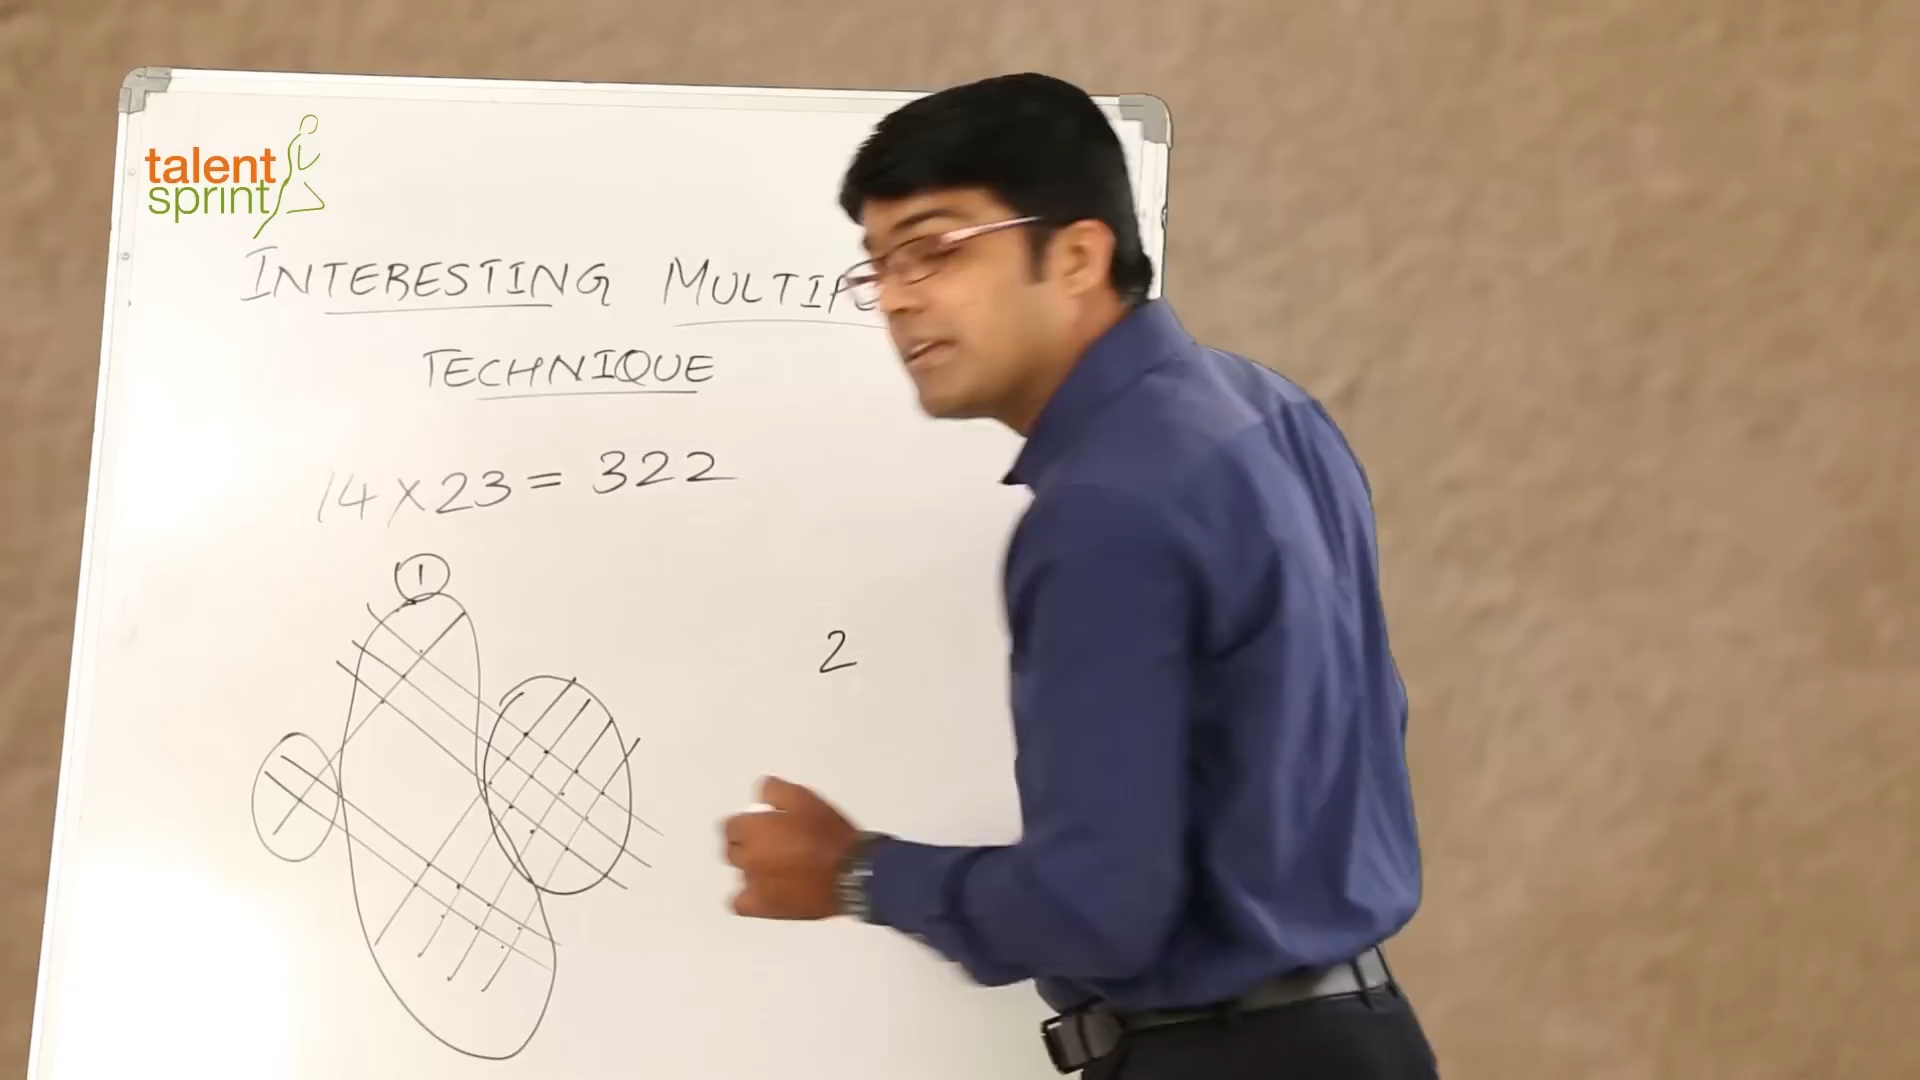 talent
sprint
INTERESTING
TECHNIQUE
14×23= 322
1
2